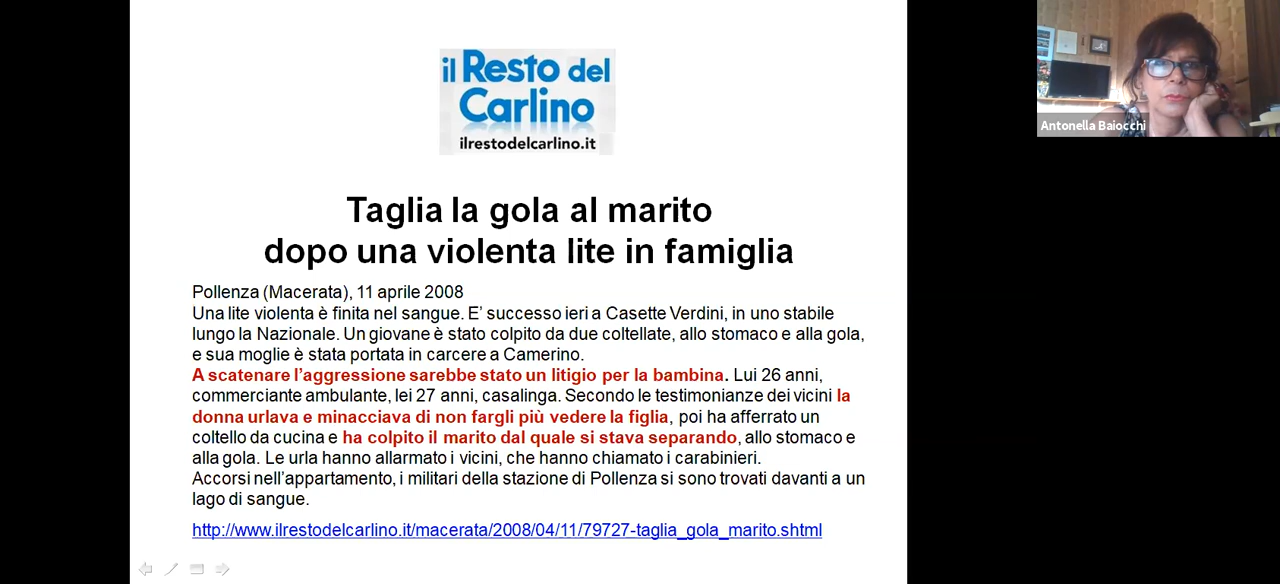 il Resto del
Carlino
ilrestodelcarlino.it
Antonella Baiocchi
Taglia la gola al marito
dopo una violenta lite in famiglia
Pollenza (Macerata), 11 aprile 2008
Una lite violenta è finita nel sangue. E' successo ieri a Casette Verdini, in uno stabile
lungo la Nazionale. Un giovane è stato colpito da due coltellate, allo stomaco e alla gola,
e sua moglie è stata portata in carcere a Camerino.
A scatenare l'aggressione sarebbe stato un litigio per la bambina. Lui 26 anni,
commerciante ambulante, lei 27 anni, casalinga. Secondo le testimonianze dei vicini la
donna urlava e minacciava di non fargli più vedere la figlia, poi ha afferrato un
coltello da cucina e ha colpito il marito dal quale si stava separando, allo stomaco e
alla gola. Le urla hanno allarmato i vicini, che hanno chiamato i carabinieri.
Accorsi nell'appartamento, i militari della stazione di Pollenza si sono trovati davanti a un
lago di sangue.
http://www.ilrestodelcarlino.it/macerata/2008/04/11/79727-taglia_gola_marito.shtml